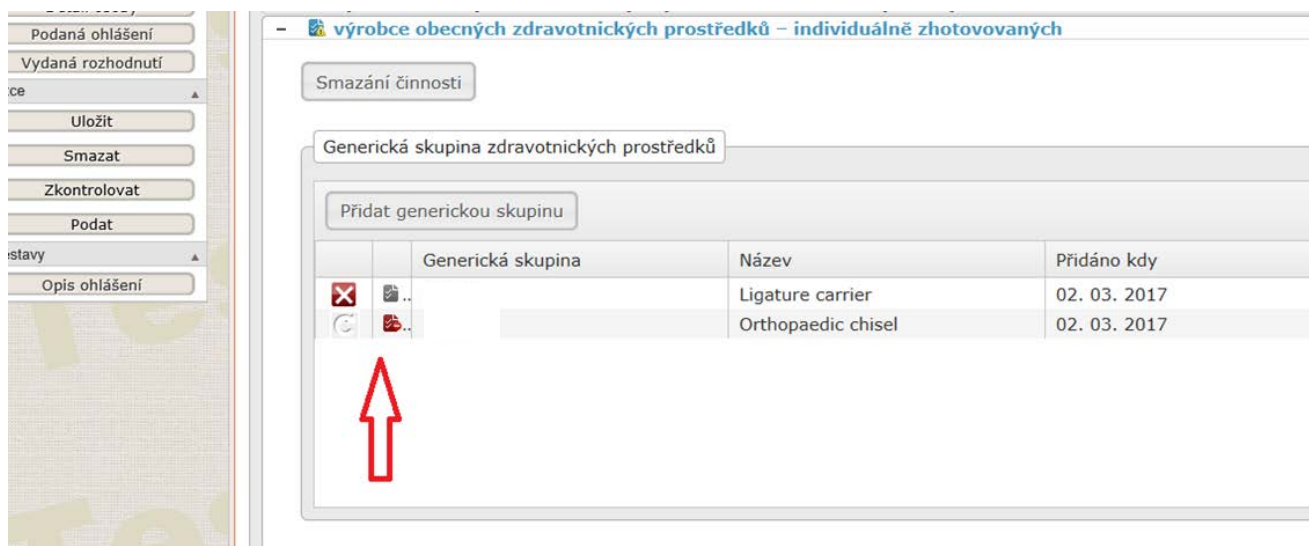 Podaná ohlášení
Vydaná rozhodnutí
Uložit
Smazat
Zkontrolovat
Podat
Opis ohlášení
– výrobce obecných zdravotnických prostředků – individuálně zhotovovaných
Smazání činnosti
Generická skupina zdravotnických prostředků
Přidat generickou skupinu
Generická skupina Název Přidáno kdy
.. Ligature carrier 02. 03. 2017
.. Orthopaedic chisel 02. 03. 2017